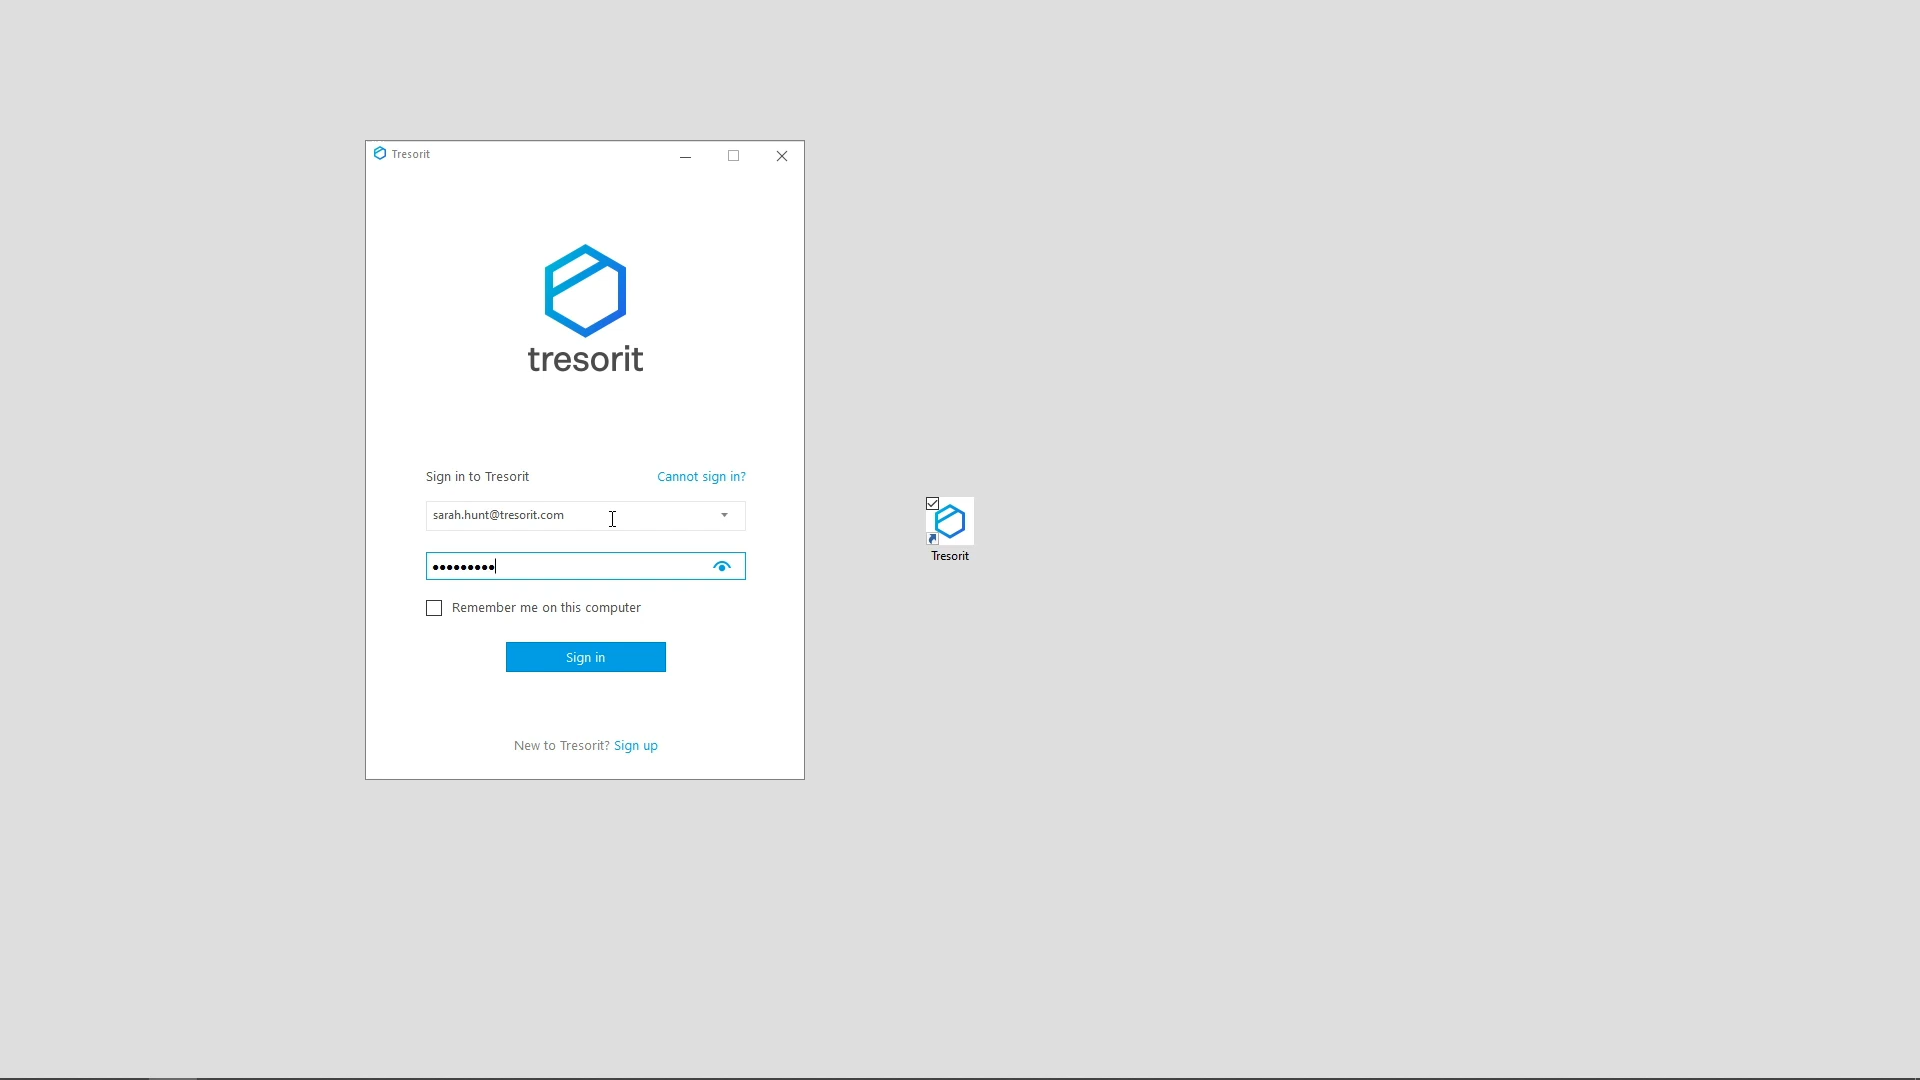 Tresorit
tresorit
Sign in to Tresorit
Cannot sign in?
sarah.hunt@tresorit.com
•••••••••
Remember me on this computer
Sign in
New to Tresorit? Sign up
Tresorit